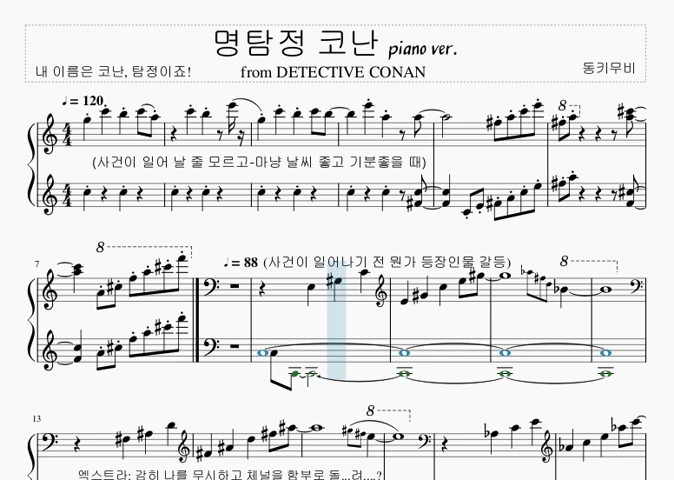 명탐정 코난 piano ver.
내 이름은 코난, 탐정이죠!
from DETECTIVE CONAN
동키무비
♩ = 120
8
(사건이 일어 날 줄 모르고-마냥 날씨 좋고 기분좋을 때)
7
8
♩ = 88 (사건이 일어나기 전 뭔가 등장인물 갈등)
8
13
8
엑스트라: 감히 나를 무시하고 체널을 함부로 돌...려....?